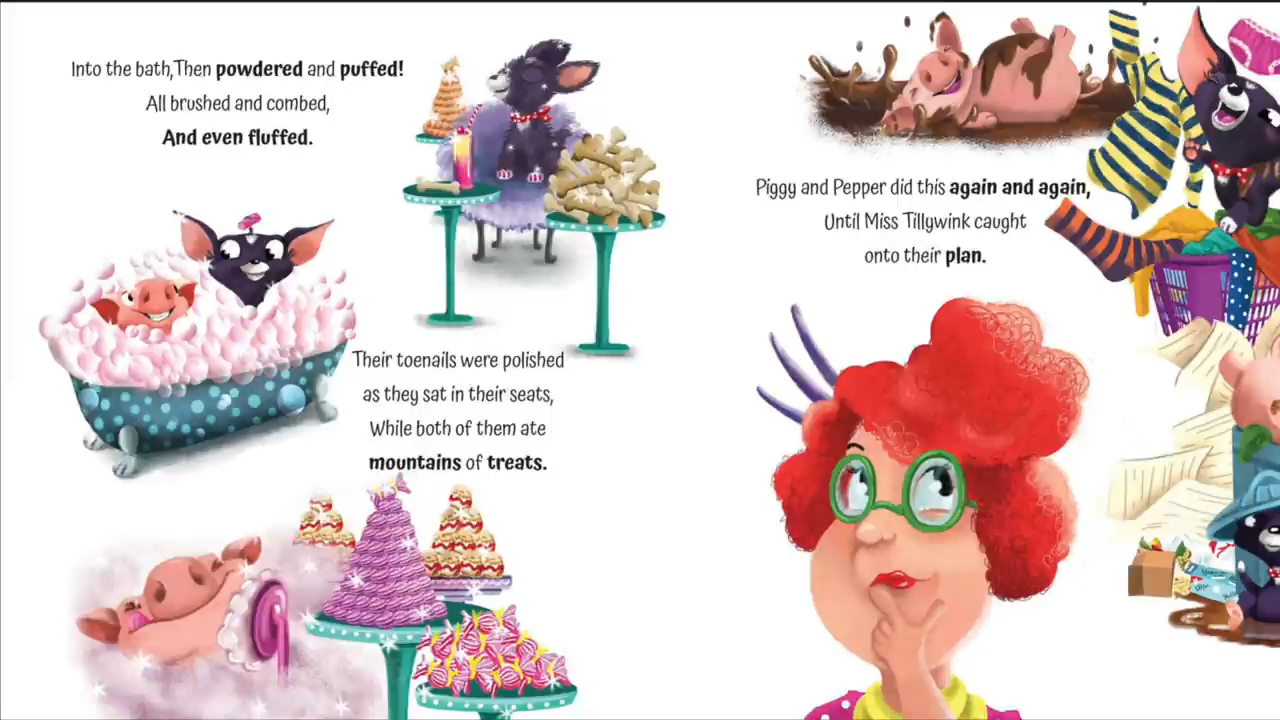 Into the bath,Then powdered and puffed!
All brushed and combed,
And even fluffed.
Their toenails were polished
as they sat in their seats,
While both of them ate
mountains of treats.
Piggy and Pepper did this again and again,
Until Miss Tillywink caught
onto their plan.